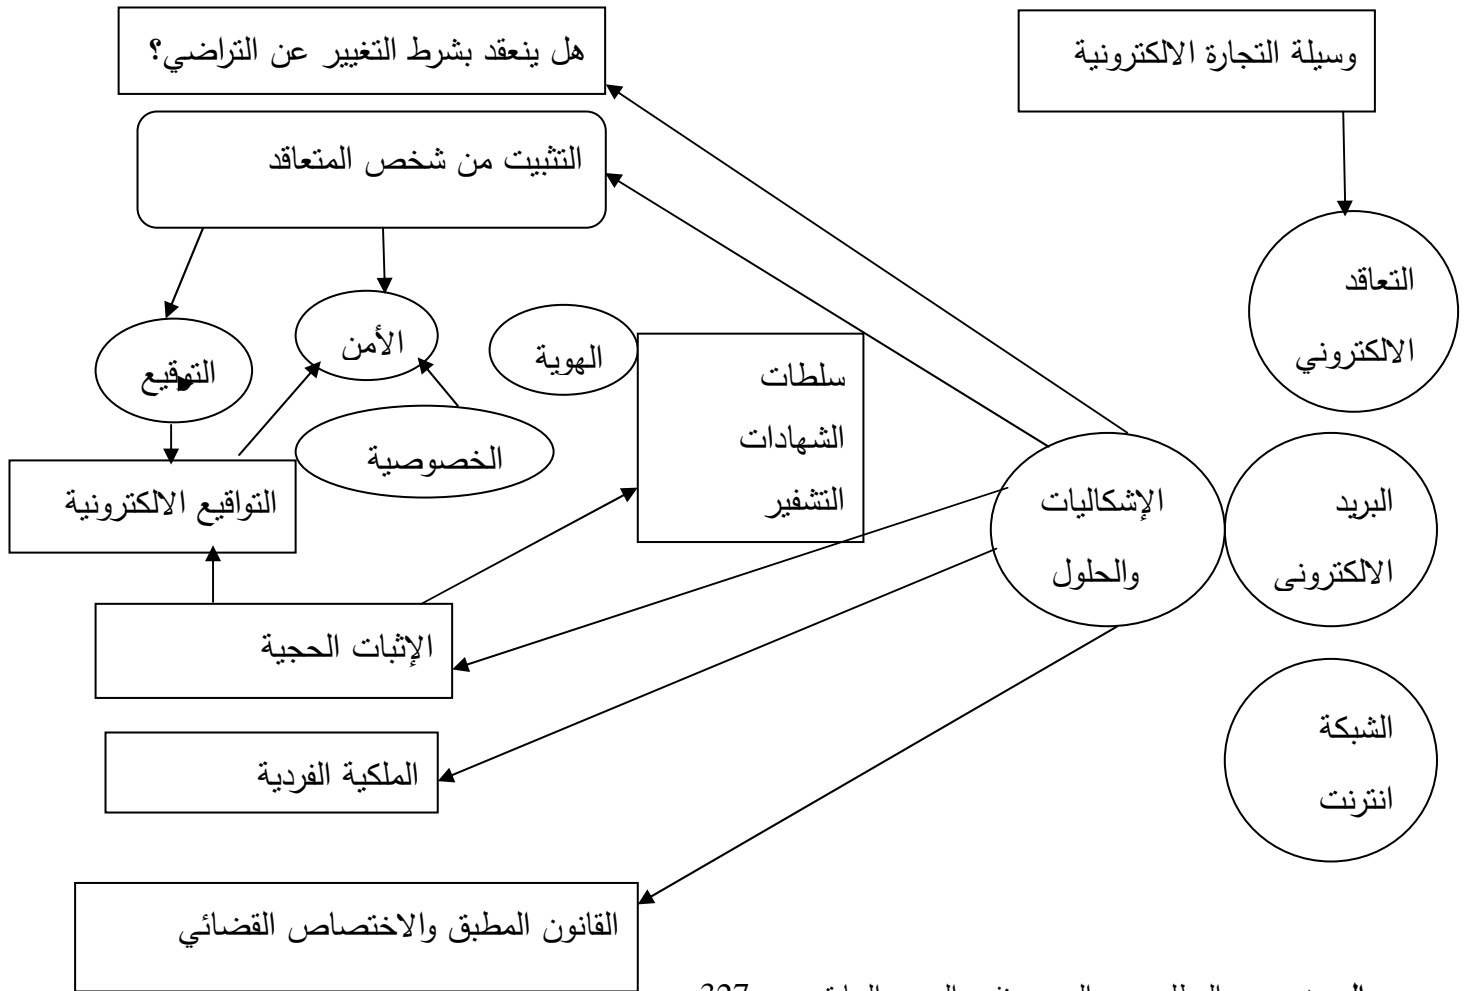 وسيلة التجارة الالكترونية
هل ينعقد بشرط التغيير عن التراضي؟
التثبيت من شخص المتعاقد
التعاقد
الالكتروني
الهوية
الأمن
التوقيع
سلطات
الشهادات
التشفير
الخصوصية
التواقيع الالكترونية
البريد
الالكترونى
الإشكاليات
والحلول
الإثبات الحجية
الشبكة
انترنت
الملكية الفردية
القانون المطبق والاختصاص القضائي